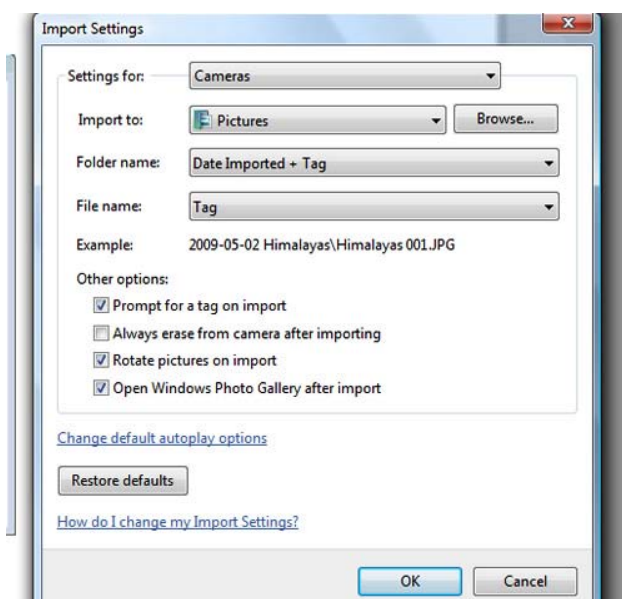 Import Settings
Settings for: Cameras
Import to: Pictures Browse...
Folder name: Date Imported + Tag
File name: Tag
Example: 2009-05-02 Himalayas\Himalayas 001.JPG
Other options:
Prompt for a tag on import
Always erase from camera after importing
Rotate pictures on import
Open Windows Photo Gallery after import
Change default autoplay options
Restore defaults
How do I change my Import Settings?
OK Cancel